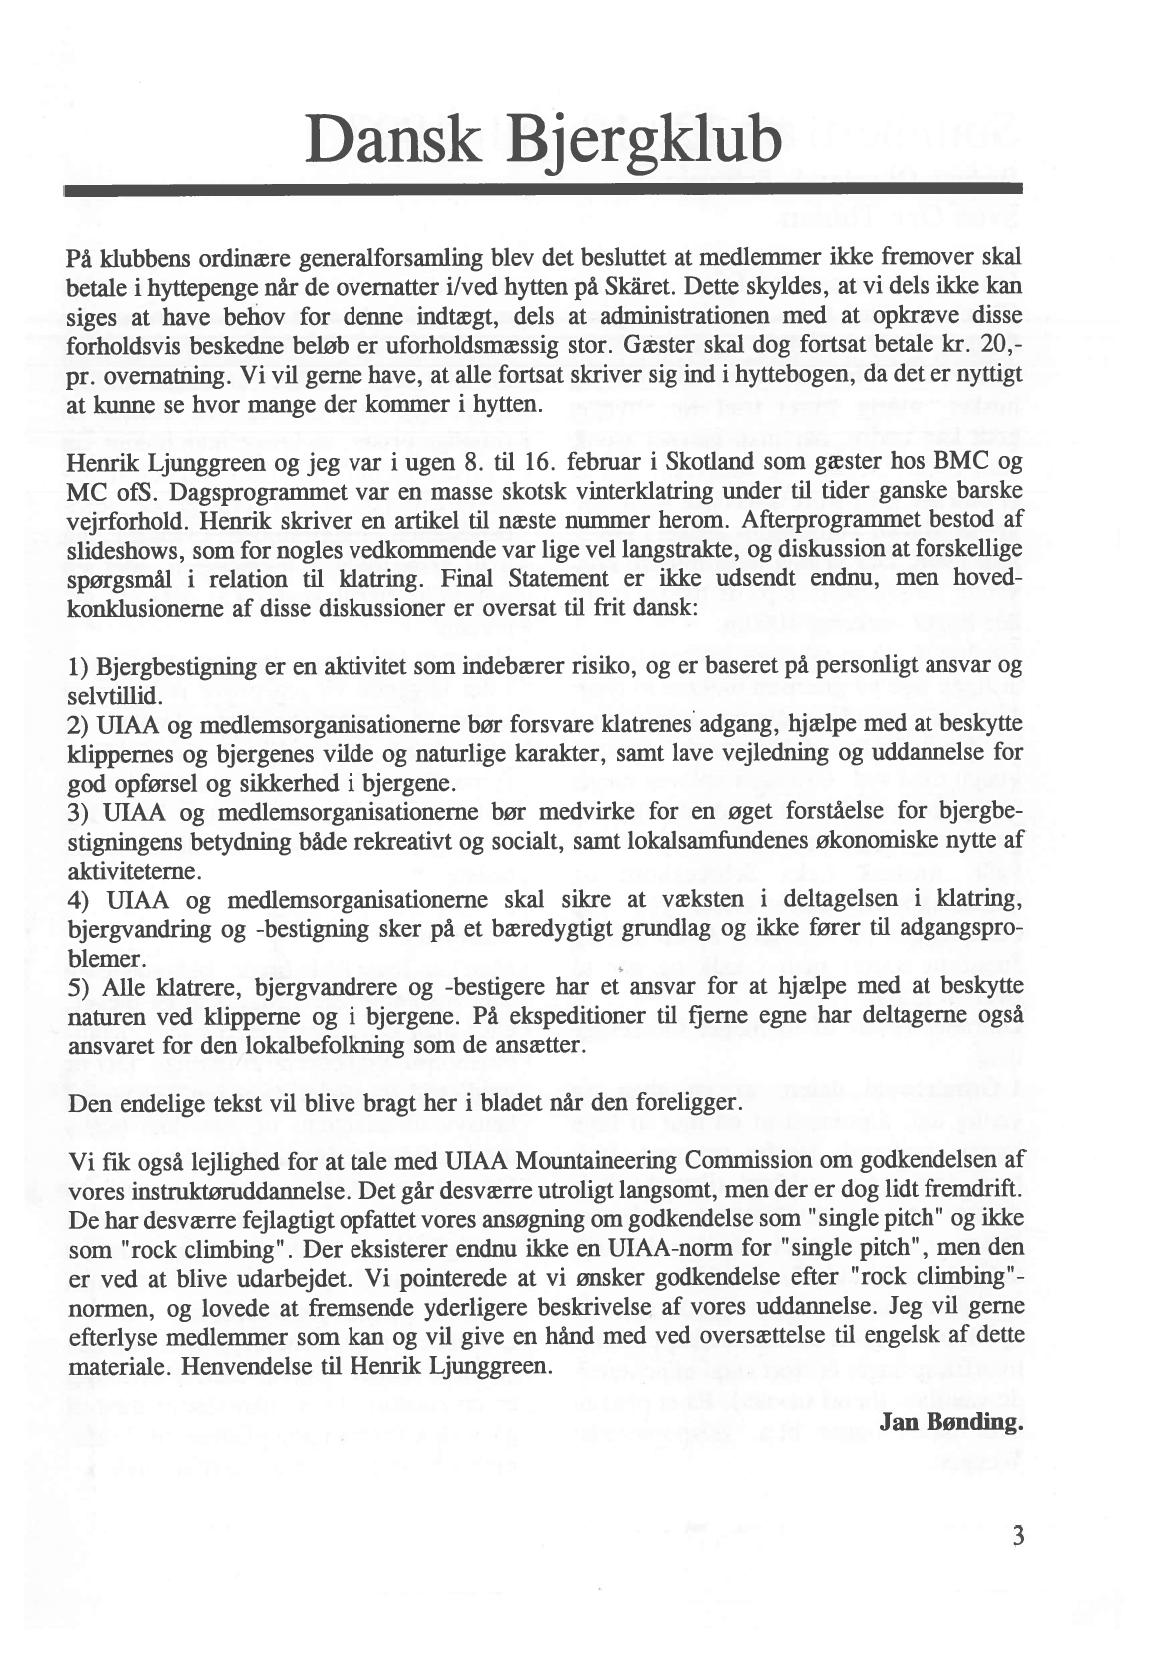 Dansk Bjergklub
På klubbens ordinære generalforsamling blev det besluttet at medlemmer ikke fremover skal
betale i hyttepenge når de overnatter i/ved hytten på Skäret. Dette skyldes, at vi dels ikke kan
siges at have behov for denne indtægt, dels at administrationen med at opkræve disse
forholdsvis beskedne beløb er uforholdsmæssig stor. Gæster skal dog fortsat betale kr. 20,-
pr. overnatning. Vi vil gerne have, at alle fortsat skriver sig ind i hyttebogen, da det er nyttigt
at kunne se hvor mange der kommer i hytten.
Henrik Ljunggreen og jeg var i ugen 8. til 16. februar i Skotland som gæster hos BMC og
MC ofS. Dagsprogrammet var en masse skotsk vinterklatring under til tider ganske barske
vejrforhold. Henrik skriver en artikel til næste nummer herom. Afterprogrammet bestod af
slideshows, som for nogles vedkommende var lige vel langstrakte, og diskussion at forskellige
spørgsmål i relation til klatring. Final Statement er ikke udsendt endnu, men hoved-
konklusionerne af disse diskussioner er oversat til frit dansk:
1) Bjergbestigning er en aktivitet som indebærer risiko, og er baseret på personligt ansvar og
selvtillid.
2) UIAA og medlemsorganisationerne bør forsvare klatrenes adgang, hjælpe med at beskytte
klippernes og bjergenes vilde og naturlige karakter, samt lave vejledning og uddannelse for
god opførsel og sikkerhed i bjergene.
3) UIAA og medlemsorganisationerne bør medvirke for en øget forståelse for bjergbe-
stigningens betydning både rekreativt og socialt, samt lokalsamfundenes økonomiske nytte af
aktiviteterne.
4) UIAA og medlemsorganisationerne skal sikre at væksten i deltagelsen i klatring,
bjergvandring og -bestigning sker på et bæredygtigt grundlag og ikke fører til adgangspro-
blemer.
5) Alle klatrere, bjergvandrere og -bestigere har et ansvar for at hjælpe med at beskytte
naturen ved klipperne og i bjergene. På ekspeditioner til fjerne egne har deltagerne også
ansvaret for den lokalbefolkning som de ansætter.
Den endelige tekst vil blive bragt her i bladet når den foreligger.
Vi fik også lejlighed for at tale med UIAA Mountaineering Commission om godkendelsen af
vores instruktøruddannelse. Det går desværre utroligt langsomt, men der er dog lidt fremdrift.
De har desværre fejlagtigt opfattet vores ansøgning om godkendelse som "single pitch" og ikke
som "rock climbing". Der eksisterer endnu ikke en UIAA-norm for "single pitch", men den
er ved at blive udarbejdet. Vi pointerede at vi ønsker godkendelse efter "rock climbing"-
normen, og lovede at fremsende yderligere beskrivelse af vores uddannelse. Jeg vil gerne
efterlyse medlemmer som kan og vil give en hånd med ved oversættelse til engelsk af dette
materiale. Henvendelse til Henrik Ljunggreen.
Jan Bønding.
3